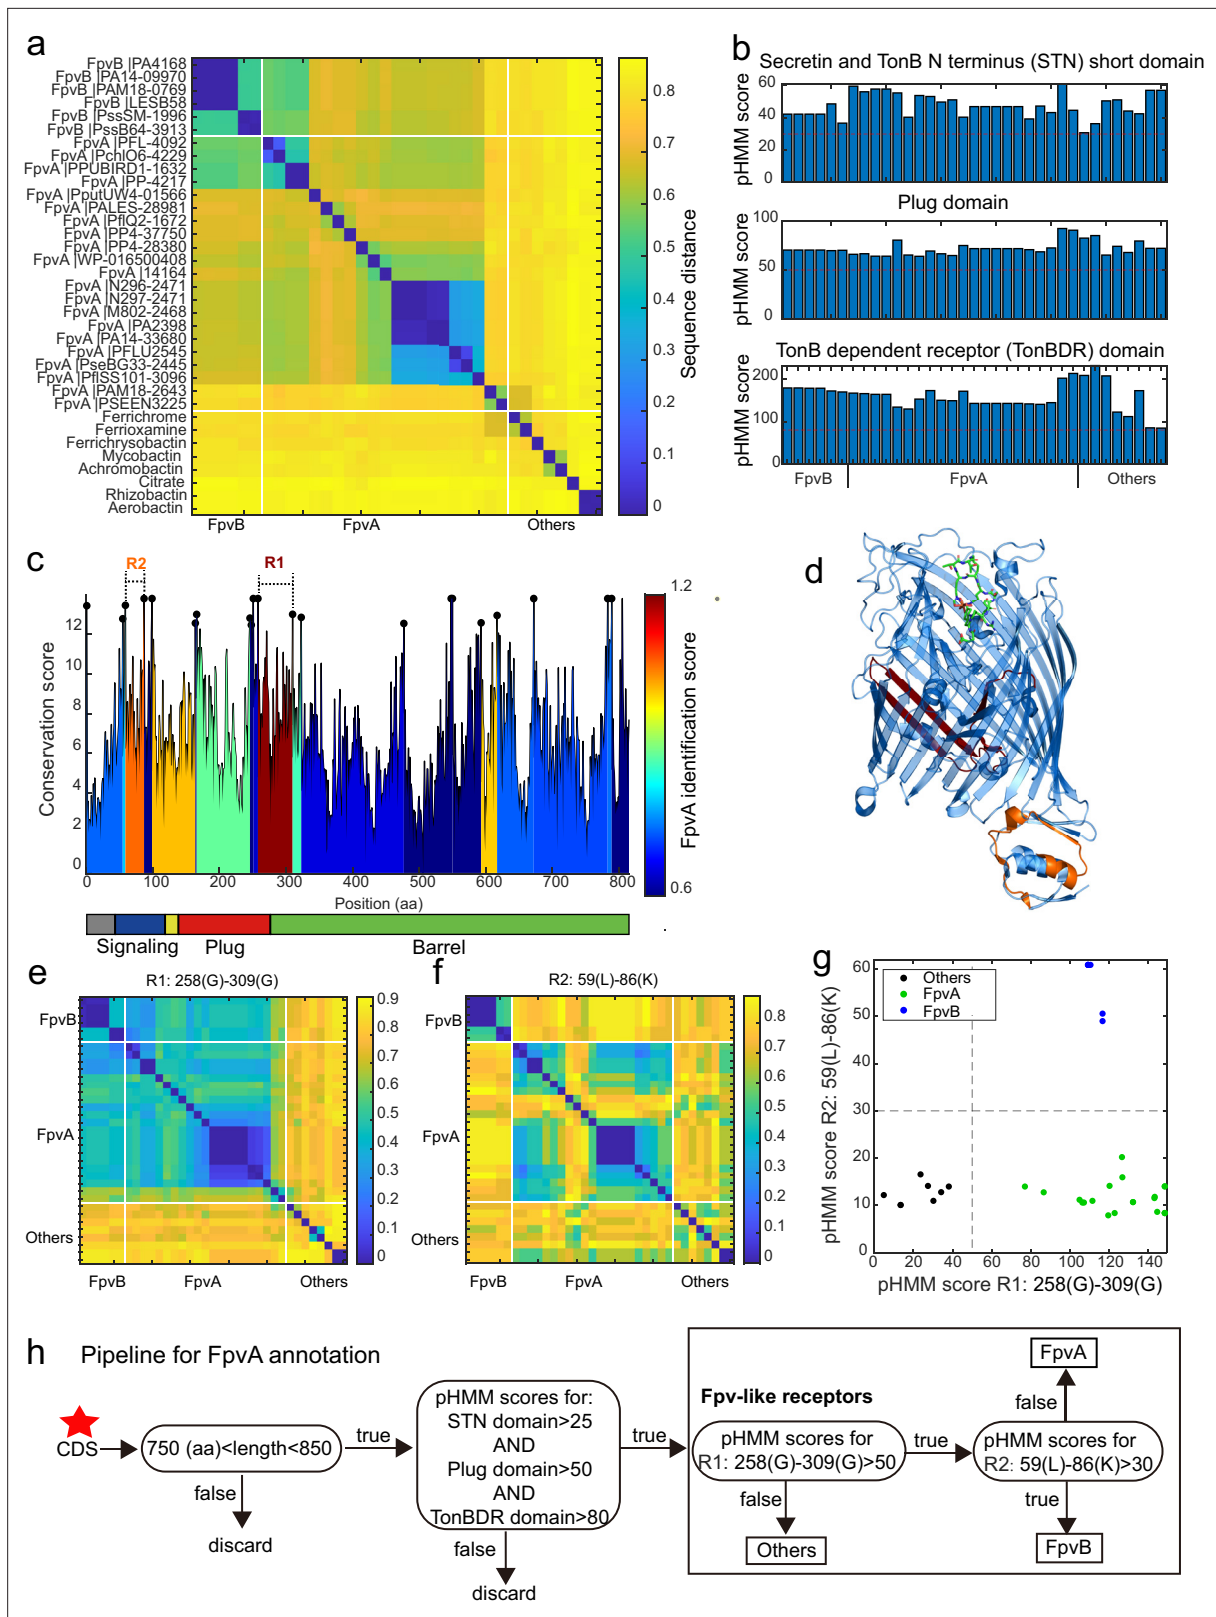 a
FpvB |PA4168
FpvB |PA14-09970
FpvB |PAM18-0769
FpvB |LESB58
FpvB |PssSM-1996
FpvB |PssB64-3913
FpvA |PFL-4092
FpvA |PchlO6-4229
FpvA |PPUBIRD1-1632
FpvA |PP-4217
FpvA |PputUW4-01566
FpvA |PALES-28981
FpvA |PflQ2-1672
FpvA |PP4-37750
FpvA |PP4-28380
FpvA |WP-016500408
FpvA |14164
FpvA |N296-2471
FpvA |N297-2471
FpvA |M802-2468
FpvA |PA2398
FpvA |PA14-33680
FpvA |PFLU2545
FpvA |PseBG33-2445
FpvA |PflSS101-3096
FpvA |PAM18-2643
FpvA |PSEEN3225
Ferrichrome
Ferrioxamine
Ferrichrysobactin
Mycobactin
Achromobactin
Citrate
Rhizobactin
Aerobactin
FpvB FpvA Others
0.8
0.7
0.6
0.5
0.4
0.3
0.2
0.1
0
Sequence distance
b
Secretin and TonB N terminus (STN) short domain
60
40
20
0
pHMM score
Plug domain
100
50
0
pHMM score
TonB dependent receptor (TonBDR) domain
200
100
0
pHMM score
FpvB FpvA Others
c
R2 R1
12
10
8
6
4
2
0
Conservation score
0 100 200 300 400 500 600 700 800
Position (aa)
1.2
0.6
FpvA identification score
Signaling Plug Barrel
d
e
R1: 258(G)-309(G)
FpvB
FpvA
Others
FpvB FpvA Others
0.9
0.8
0.7
0.6
0.5
0.4
0.3
0.2
0.1
0
f
R2: 59(L)-86(K)
FpvB
FpvA
Others
FpvB FpvA Others
0.8
0.7
0.6
0.5
0.4
0.3
0.2
0.1
0
g
Others
FpvA
FpvB
60
50
40
30
20
10
0
pHMM score R2: 59(L)-86(K)
0 20 40 60 80 100 120 140
pHMM score R1: 258(G)-309(G)
h Pipeline for FpvA annotation
CDS
750 (aa)<length<850
true
false
discard
pHMM scores for:
STN domain>25
AND
Plug domain>50
AND
TonBDR domain>80
true
false
discard
Fpv-like receptors
pHMM scores for
R1: 258(G)-309(G)>50
true
false
Others
pHMM scores for
R2: 59(L)-86(K)>30
false
FpvA
true
FpvB